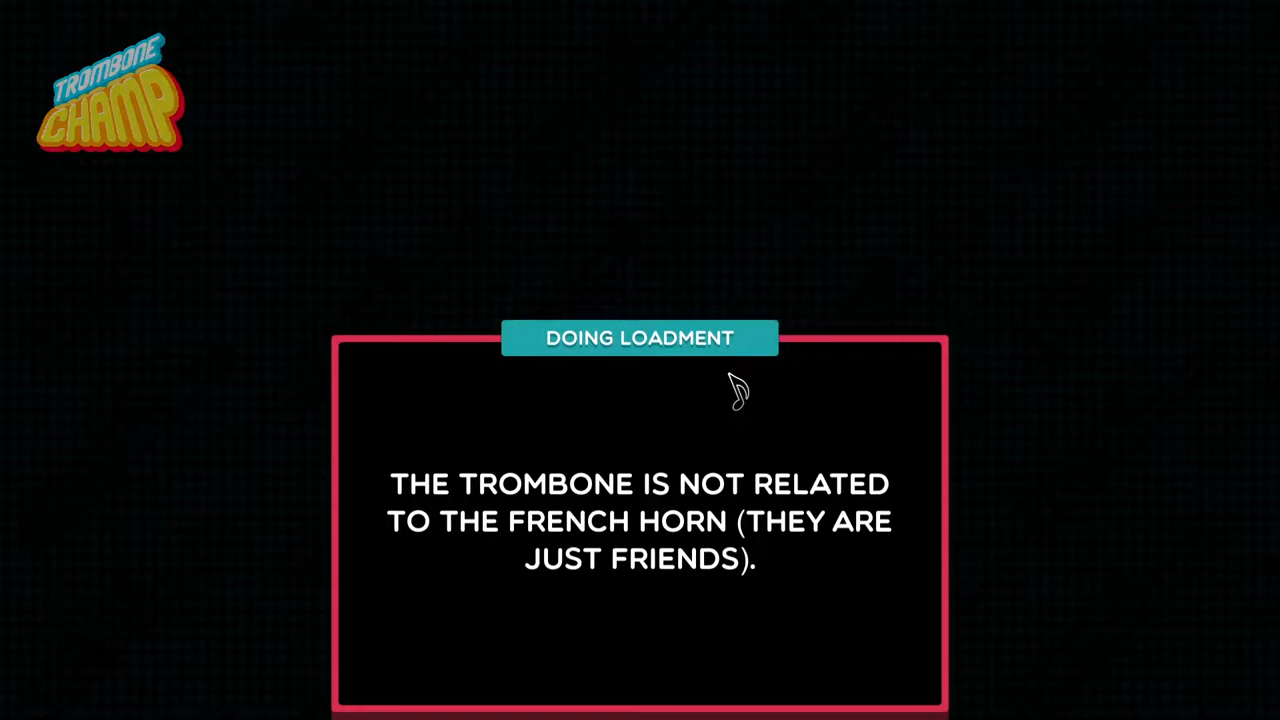 TROMBONE
CHAMP
DOING LOADMENT
THE TROMBONE IS NOT RELATED
TO THE FRENCH HORN (THEY ARE
JUST FRIENDS).